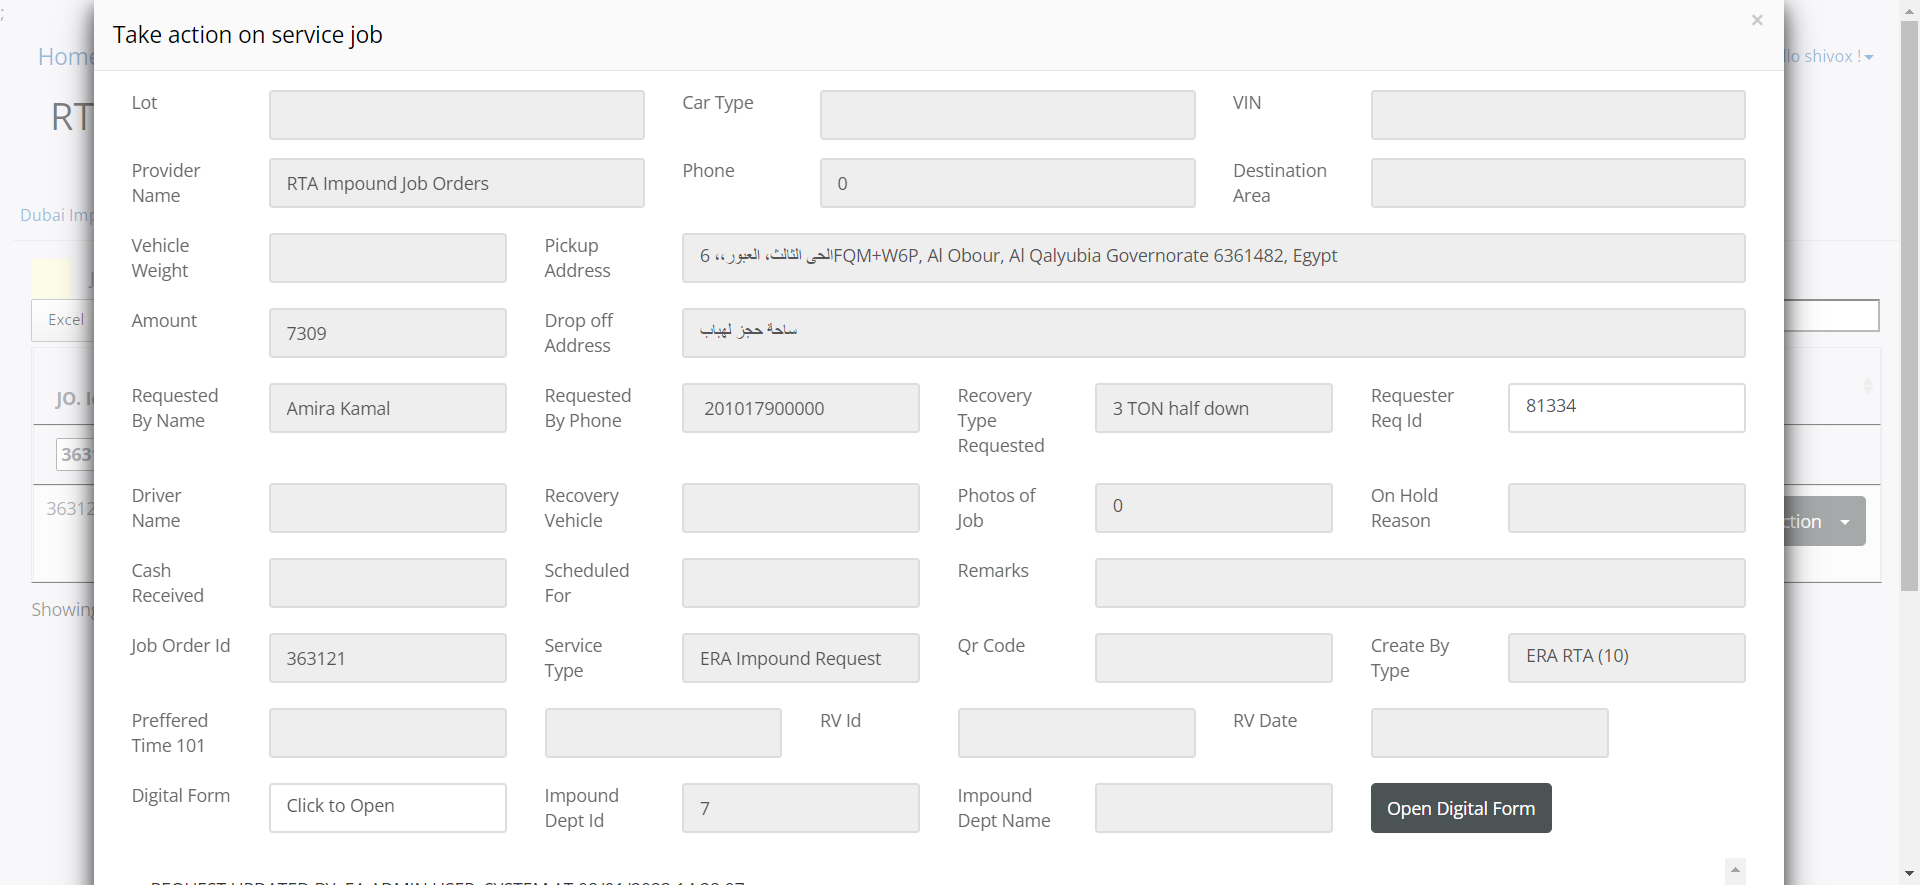 ;
Take action on service job
×
Home
llo shivox !
RT
Lot
Car Type
VIN
Provider Name
RTA Impound Job Orders
Phone
0
Destination Area
Dubai Imp
Vehicle Weight
Pickup Address
الحى الثالث، العبور،، 6FQM+W6P, Al Obour, Al Qalyubia Governorate 6361482, Egypt
J
Excel
Amount
7309
Drop off Address
ساحة حجز لهباب
JO. I
Requested By Name
Amira Kamal
Requested By Phone
201017900000
Recovery Type Requested
3 TON half down
Requester Req Id
81334
363
36312
Driver Name
Recovery Vehicle
Photos of Job
0
On Hold Reason
ction
Cash Received
Scheduled For
Remarks
Showing
Job Order Id
363121
Service Type
ERA Impound Request
Qr Code
Create By Type
ERA RTA (10)
Preffered Time 101
RV Id
RV Date
Digital Form
Click to Open
Impound Dept Id
7
Impound Dept Name
Open Digital Form